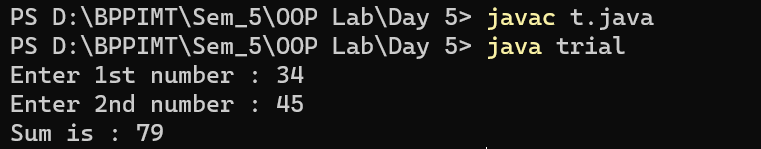 PS D:\BPPIMT\Sem_5\OOP Lab\Day 5> javac t.java
PS D:\BPPIMT\Sem_5\OOP Lab\Day 5> java trial
Enter 1st number : 34
Enter 2nd number : 45
Sum is : 79